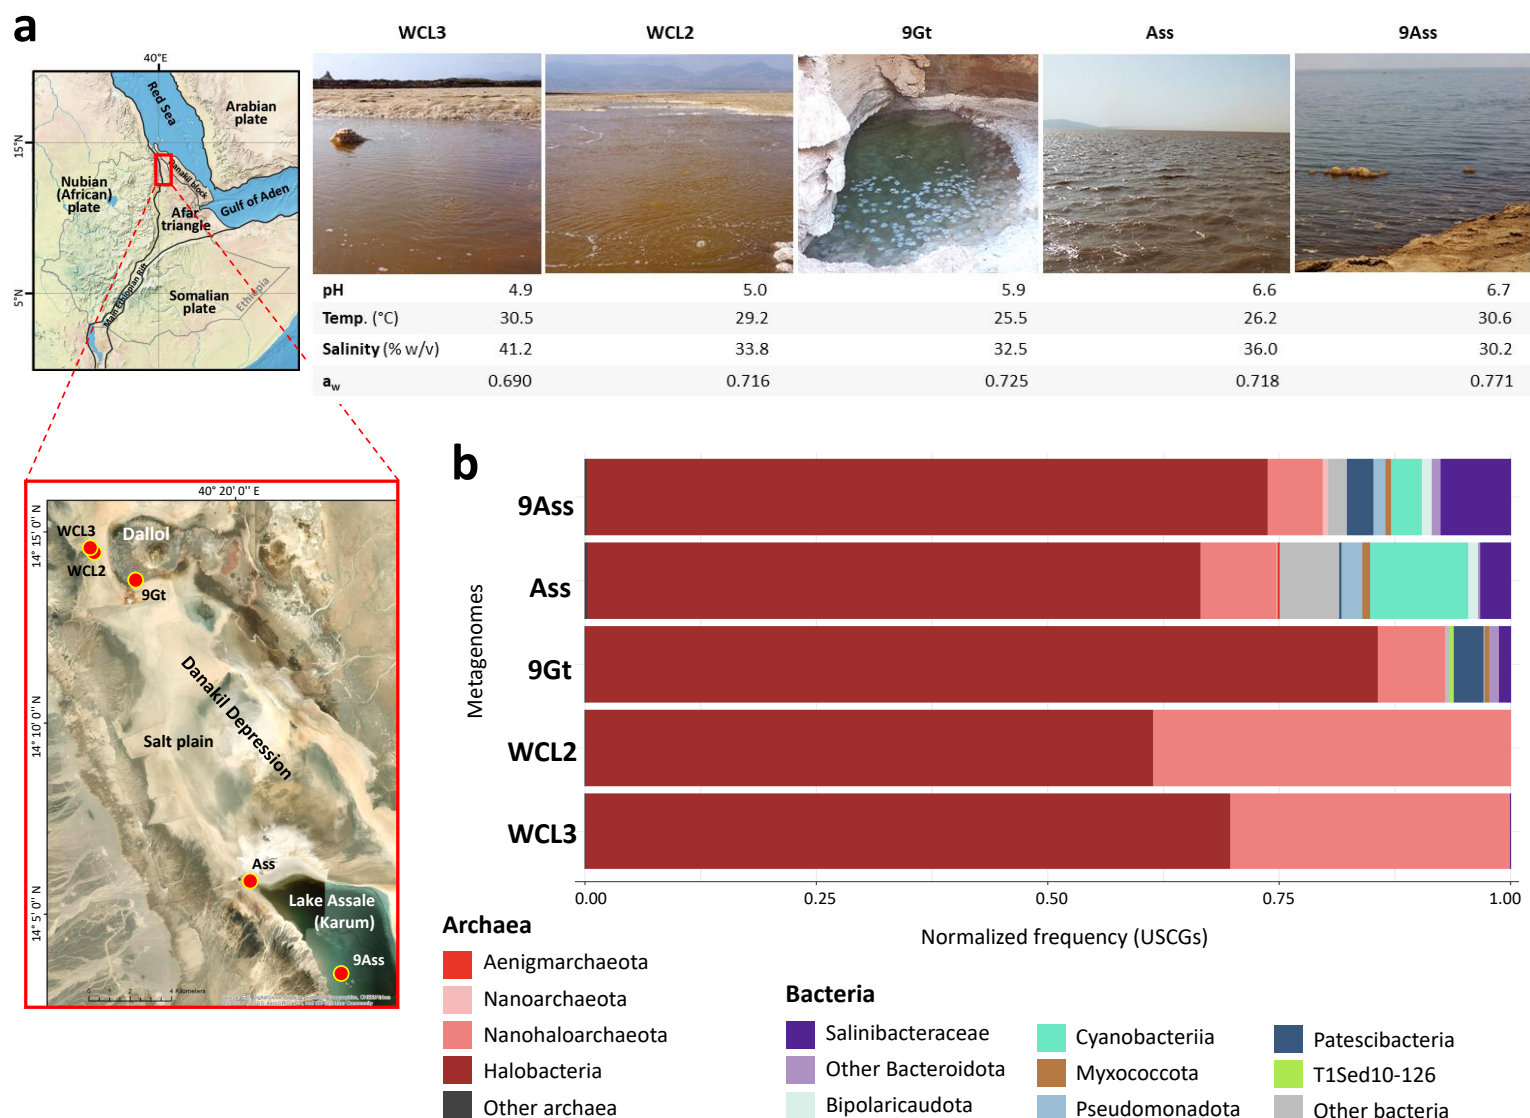 a
WCL3 WCL2 9Gt Ass 9Ass
40°E
15°N
5°N
Red Sea
Arabian
plate
Nubian
(African)
plate
Danakil block
Gulf of Aden
Afar
triangle
Main Ethiopian Rift
Somalian
plate
Ethiopia
pH 4.9 5.0 5.9 6.6 6.7
Temp. (°C) 30.5 29.2 25.5 26.2 30.6
Salinity (% w/v) 41.2 33.8 32.5 36.0 30.2
aw 0.690 0.716 0.725 0.718 0.771
40° 20' 0'' E
14° 15' 0'' N
14° 10' 0'' N
14° 5' 0'' N
WCL3
Dallol
WCL2
9Gt
Danakil Depression
Salt plain
Ass
Lake Assale
(Karum)
9Ass
0 1 2 4 Kilometers
b
Metagenomes
9Ass
Ass
9Gt
WCL2
WCL3
0.00 0.25 0.50 0.75 1.00
Normalized frequency (USCGs)
Archaea
Aenigmarchaeota
Nanoarchaeota
Nanohaloarchaeota
Halobacteria
Other archaea
Bacteria
Salinibacteraceae
Other Bacteroidota
Bipolaricaudota
Cyanobacteriia
Myxococcota
Pseudomonadota
Patescibacteria
T1Sed10-126
Other bacteria